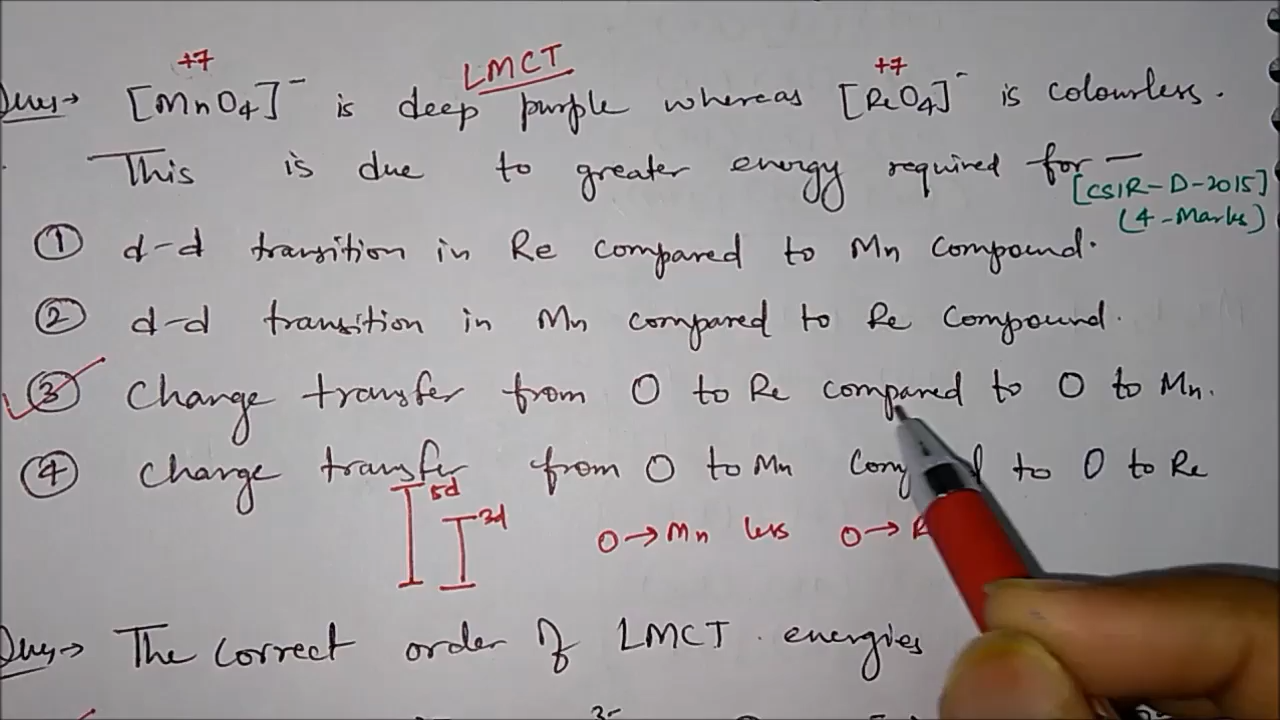 +7 LMCT +7
Ques→ [MnO4]⁻ is deep purple whereas [ReO4]⁻ is colourless.
This is due to greater energy required for —
[CSIR-D-2015]
(4-Marks)
① d-d transition in Re compared to Mn compound.
② d-d transition in Mn compared to Re compound.
③ Change transfer from O to Re compared to O to Mn.
④ Change transfer from O to Mn to O to Re
5d
3d
O→Mn less O→
Ques→ The correct order of LMCT energies
3-